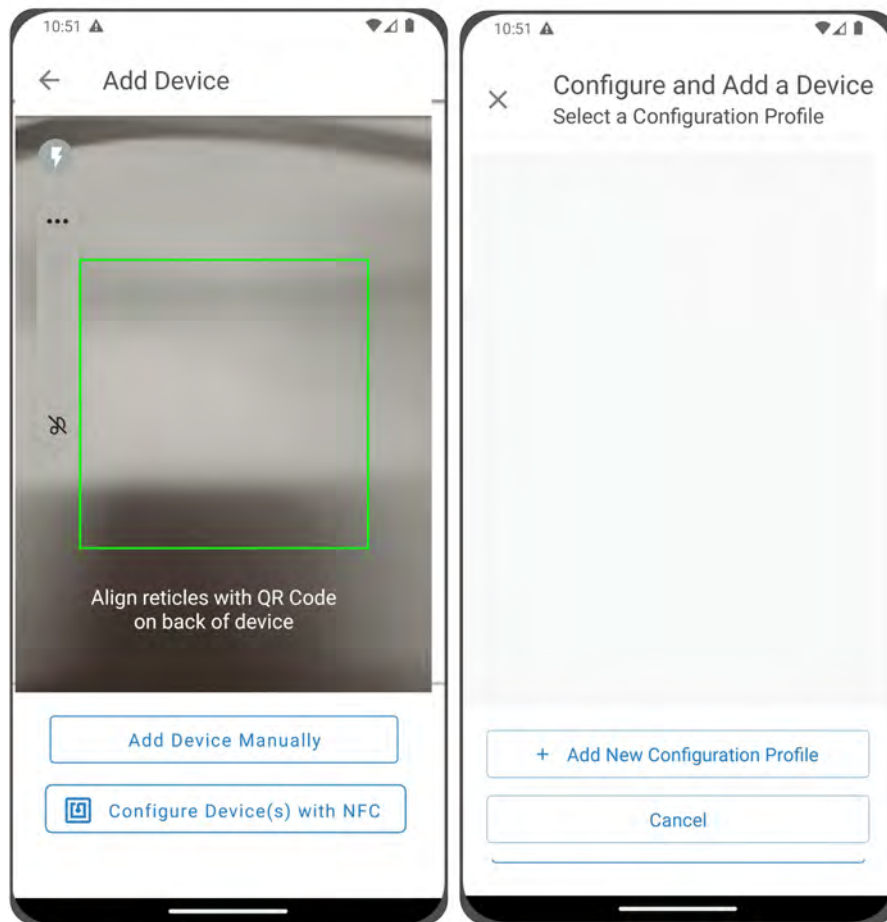 10:51
Add Device
Align reticles with QR Code
on back of device
Add Device Manually
Configure Device(s) with NFC
10:51
Configure and Add a Device
Select a Configuration Profile
+ Add New Configuration Profile
Cancel